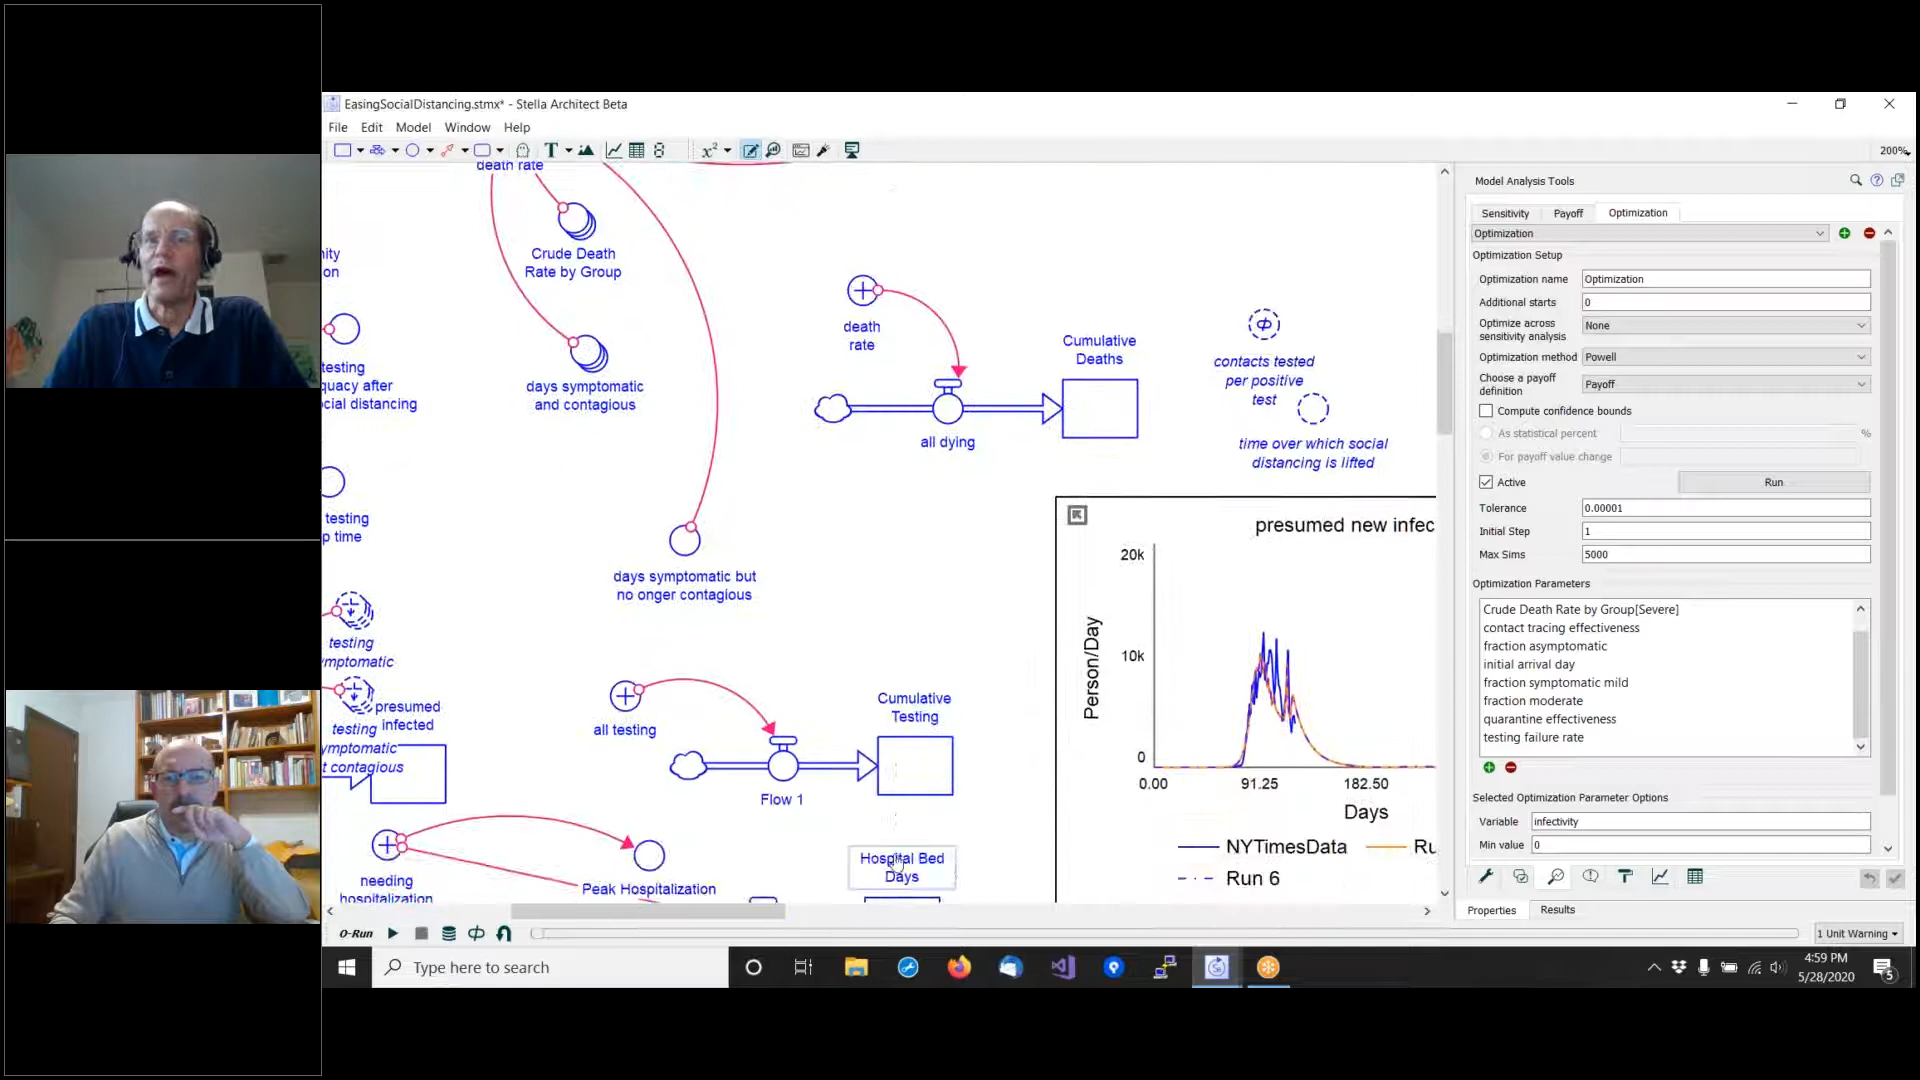 EasingSocialDistancing.stmx* - Stella Architect Beta
File Edit Model Window Help
200%
death rate
Crude Death
Rate by Group
nity
on
testing
quacy after
ocial distancing
days symptomatic
and contagious
testing
p time
days symptomatic but
no onger contagious
death
rate
all dying
Cumulative
Deaths
contacts tested
per positive
test
time over which social
distancing is lifted
testing
ymptomatic
testing
ymptomatic
t contagious
presumed
infected
all testing
Flow 1
Cumulative
Testing
needing
hospitalization
Peak Hospitalization
Hospital Bed
Days
presumed new infec
20k
10k
0
Person/Day
0.00 91.25 182.50
Days
NYTimesData Ru
Run 6
Model Analysis Tools
Sensitivity Payoff Optimization
Optimization
Optimization Setup
Optimization name Optimization
Additional starts 0
Optimize across
sensitivity analysis None
Optimization method Powell
Choose a payoff
definition Payoff
Compute confidence bounds
As statistical percent %
For payoff value change
Active Run
Tolerance 0.00001
Initial Step 1
Max Sims 5000
Optimization Parameters
Crude Death Rate by Group[Severe]
contact tracing effectiveness
fraction asymptomatic
initial arrival day
fraction symptomatic mild
fraction moderate
quarantine effectiveness
testing failure rate
Selected Optimization Parameter Options
Variable infectivity
Min value 0
Properties Results
O-Run
1 Unit Warning
Type here to search
4:59 PM
5/28/2020
5